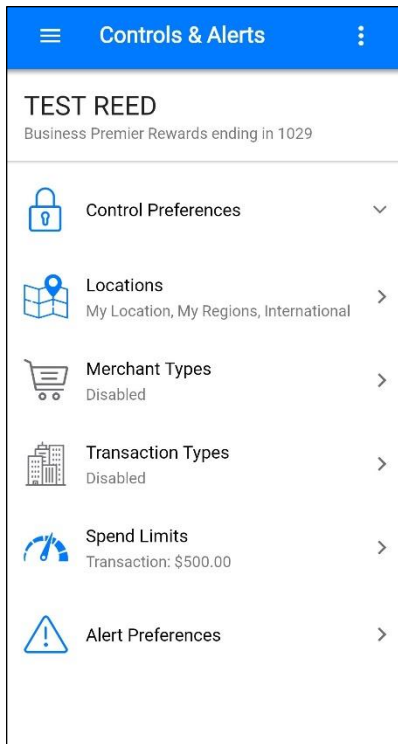 Controls & Alerts
TEST REED
Business Premier Rewards ending in 1029
Control Preferences
Locations
My Location, My Regions, International
Merchant Types
Disabled
Transaction Types
Disabled
Spend Limits
Transaction: $500.00
Alert Preferences